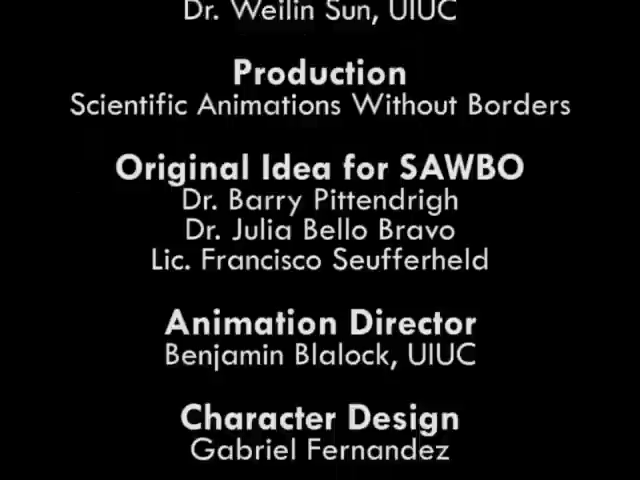 Dr. Weilin Sun, UIUC
Production
Scientific Animations Without Borders
Original Idea for SAWBO
Dr. Barry Pittendrigh
Dr. Julia Bello Bravo
Lic. Francisco Seufferheld
Animation Director
Benjamin Blalock, UIUC
Character Design
Gabriel Fernandez